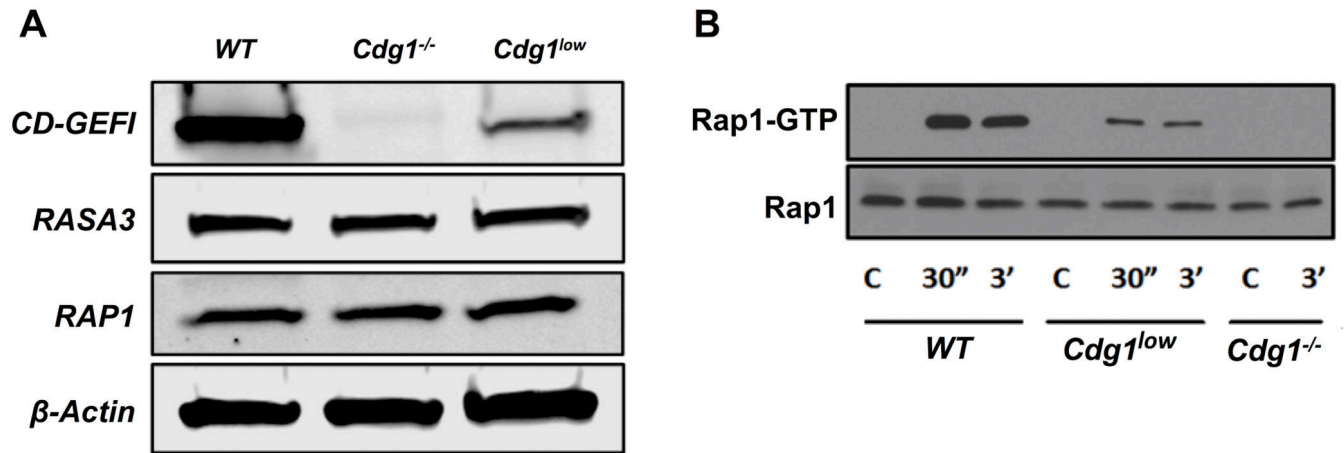 A
WT Cdg1-/- Cdg1low
CD-GEFI
RASA3
RAP1
β-Actin
B
Rap1-GTP
Rap1
C 30” 3’ C 30” 3’ C 3’
WT Cdg1low Cdg1-/-